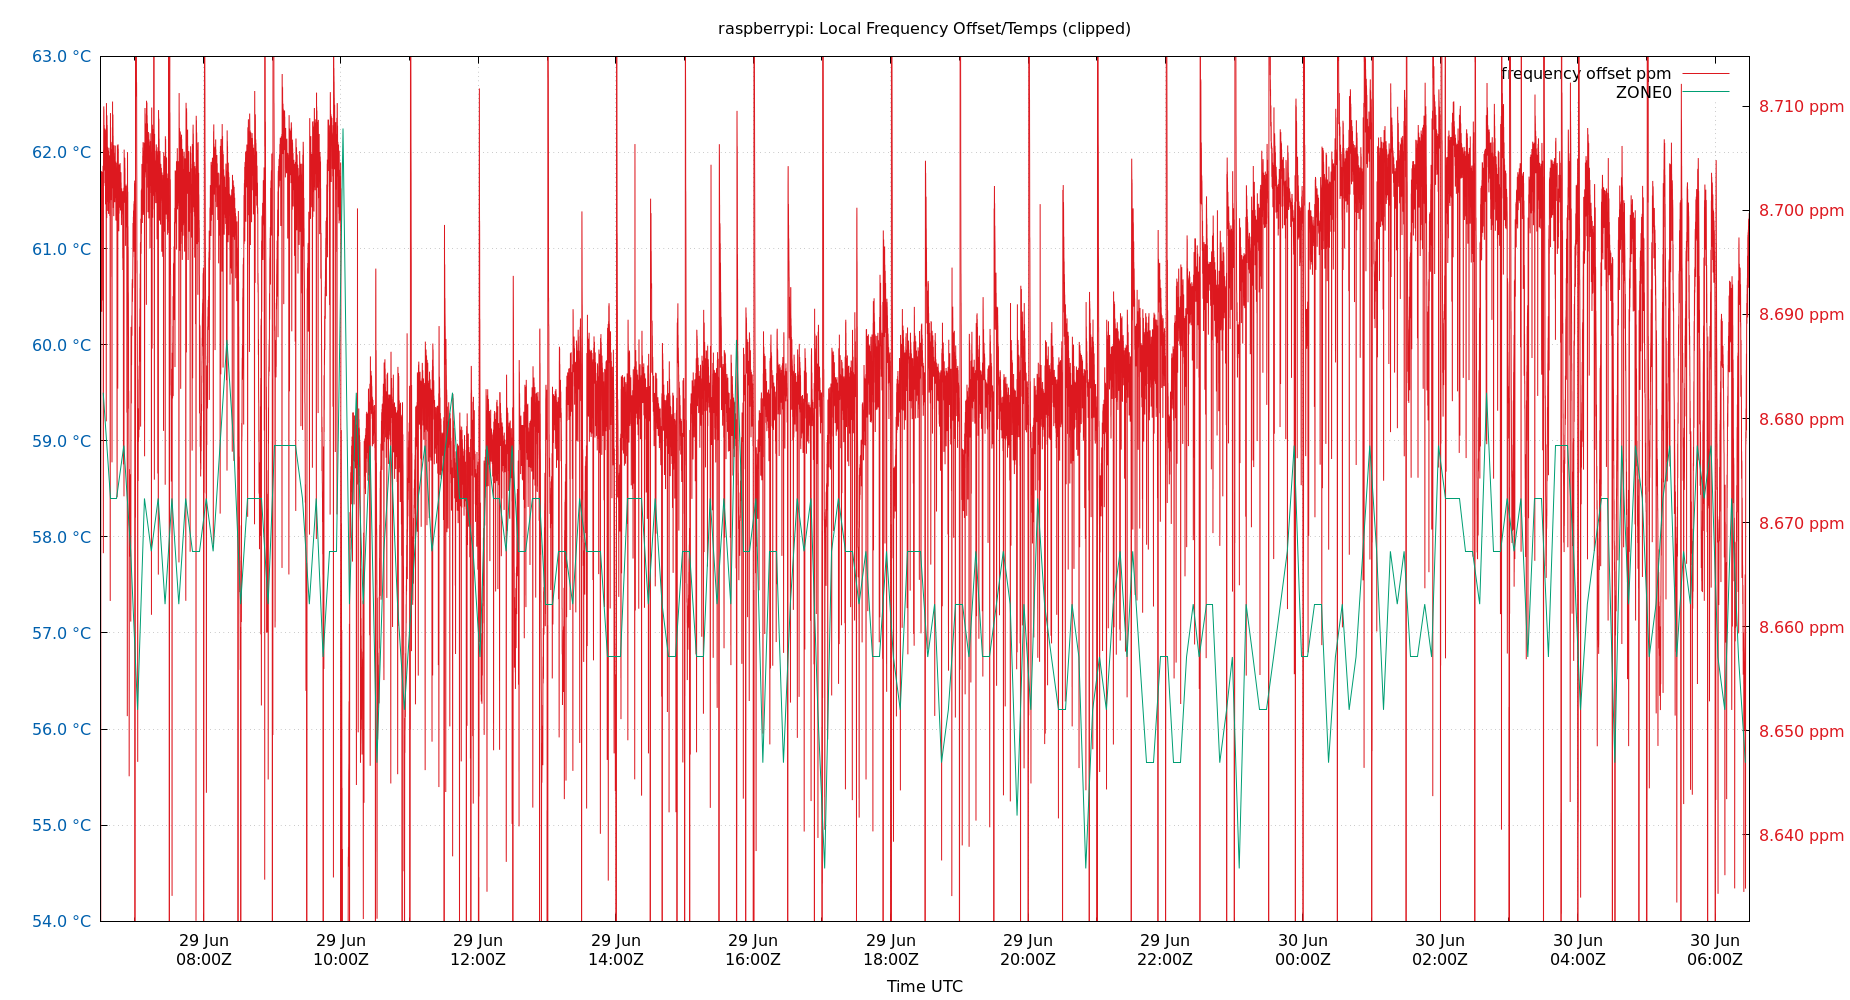 raspberrypi: Local Frequency Offset/Temps (clipped)
63.0 °C
62.0 °C
61.0 °C
60.0 °C
59.0 °C
58.0 °C
57.0 °C
56.0 °C
55.0 °C
54.0 °C
frequency offset ppm
ZONE0
8.710 ppm
8.700 ppm
8.690 ppm
8.680 ppm
8.670 ppm
8.660 ppm
8.650 ppm
8.640 ppm
29 Jun 29 Jun 29 Jun 29 Jun 29 Jun 29 Jun 29 Jun 29 Jun 30 Jun 30 Jun 30 Jun 30 Jun
08:00Z 10:00Z 12:00Z 14:00Z 16:00Z 18:00Z 20:00Z 22:00Z 00:00Z 02:00Z 04:00Z 06:00Z
Time UTC